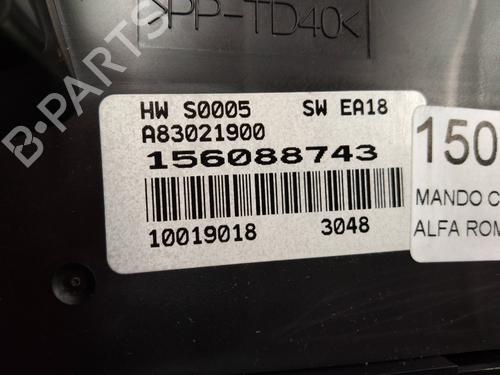 >PP-TD40<
HW S0005 SW EA18
A83021900
156088743
10019018 3048
150
MANDO C
ALFA ROM
B-PARTS